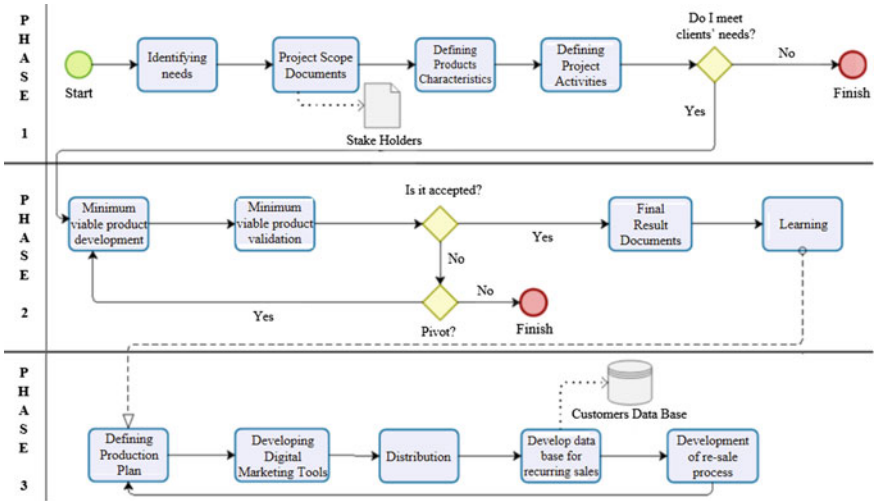 PHASE 1
Start
Identifying
needs
Project Scope
Documents
Stake Holders
Defining
Products
Characteristics
Defining
Project
Activities
Do I meet
clients' needs?
No
Finish
Yes
PHASE 2
Minimum
viable product
development
Minimum
viable product
validation
Is it accepted?
Yes
Final
Result
Documents
Learning
No
Pivot?
Yes
No
Finish
PHASE 3
Defining
Production
Plan
Developing
Digital
Marketing Tools
Distribution
Customers Data Base
Develop data
base for
recurring sales
Development
of re-sale
process